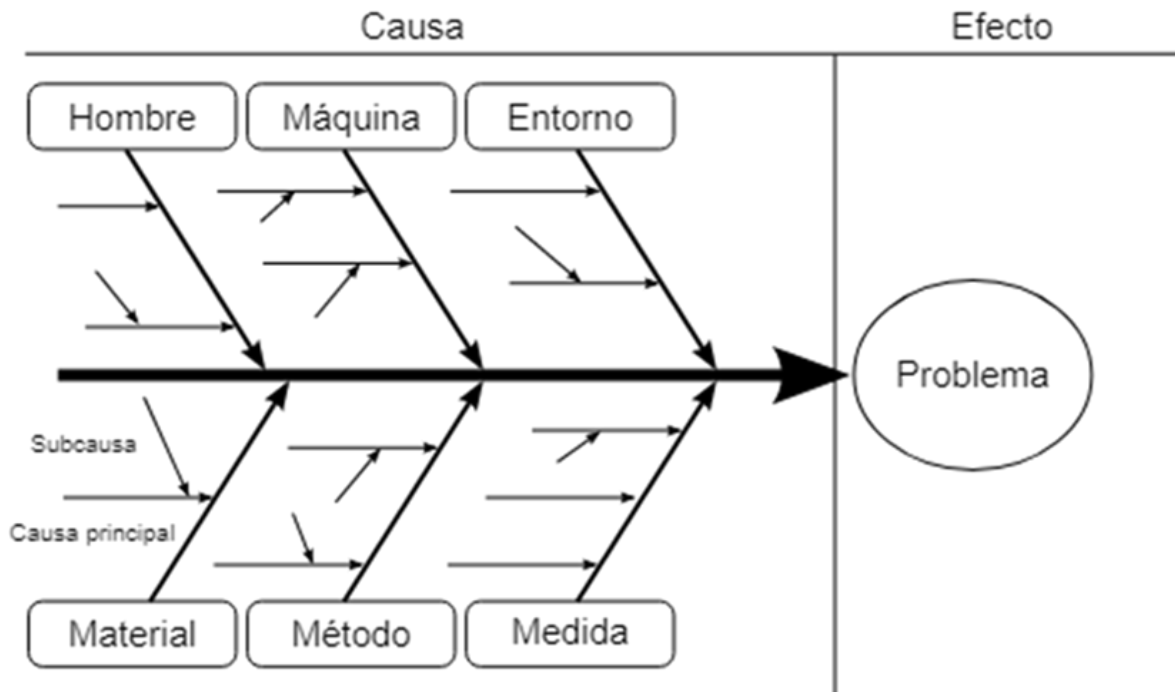 Causa
Efecto
Hombre
Máquina
Entorno
Problema
Subcausa
Causa principal
Material
Método
Medida